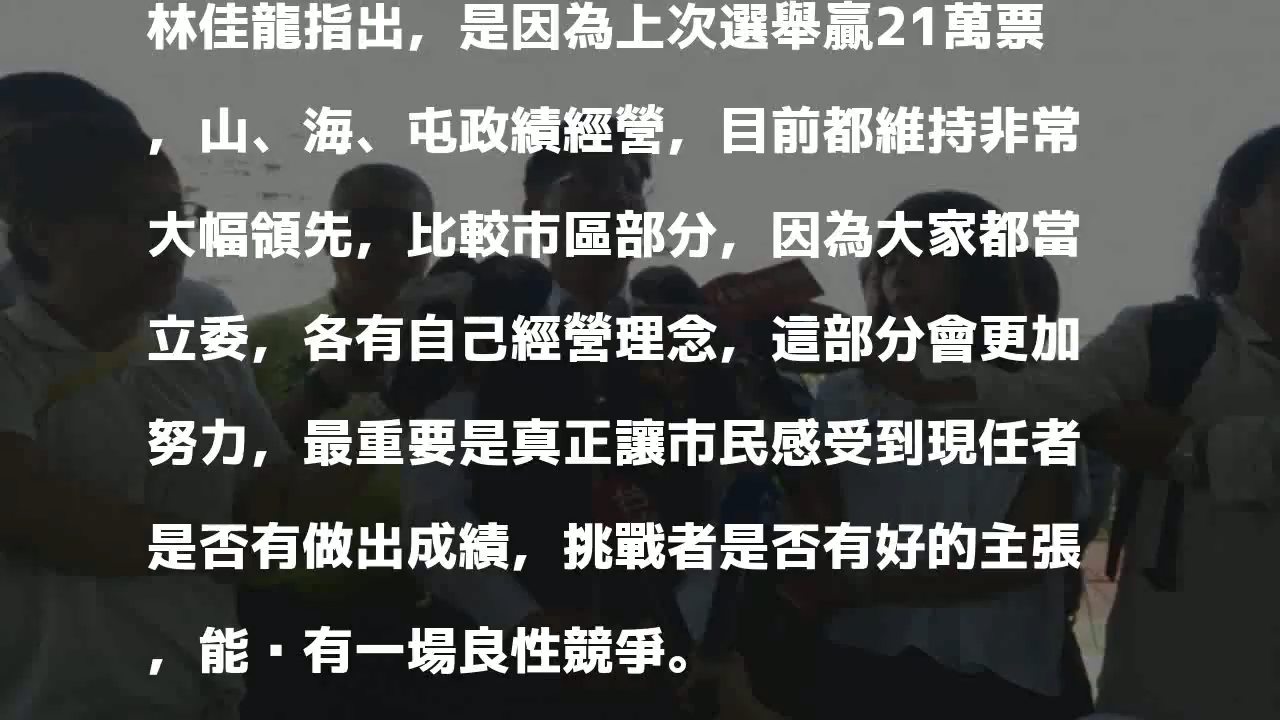 林佳龍指出，是因為上次選舉贏21萬票
，山、海、屯政績經營，目前都維持非常
大幅領先，比較市區部分，因為大家都當
立委，各有自己經營理念，這部分會更加
努力，最重要是真正讓市民感受到現任者
是否有做出成績，挑戰者是否有好的主張
，能·有一場良性競爭。